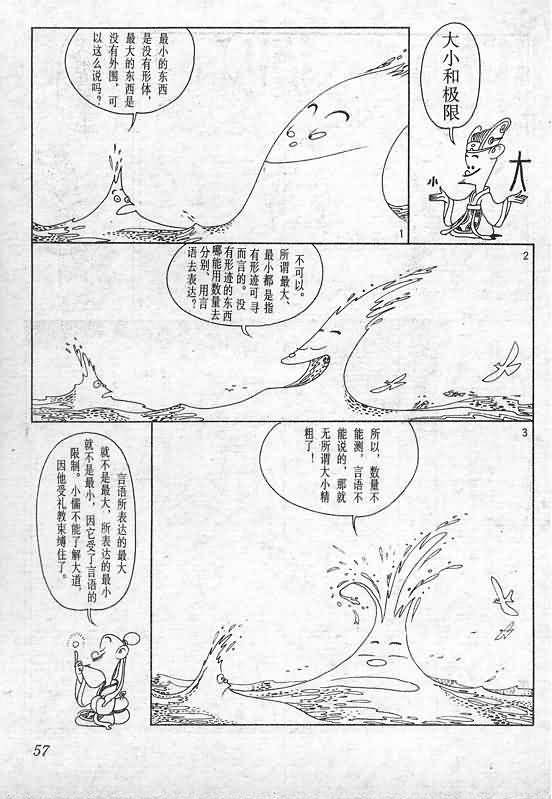 大小和极限
小
大
最小的东西
是没有形体，
最大的东西是
没有外围，可
以这么说吗？
1
不可以。
所谓最大、
最小都是指
有形迹可寻
而言的。没
有形迹的东西
哪能用数量去
分别，用言
语去表达？
2
所以，数量不
能测，言语不
能说的，那就
无所谓大小精
粗了！
3
言语所表达的最大
就不是最大，所表达的最小
就不是最小，因它受了言语的
限制。小儒不能了解大道，
因他受礼教束缚住了。
57